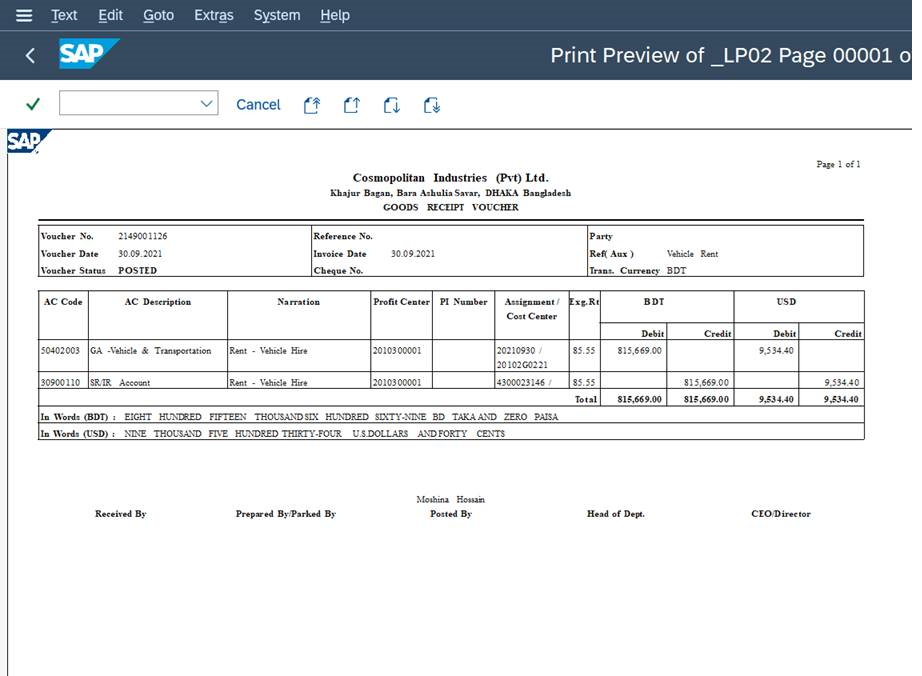 Text Edit Goto Extras System Help
SAP
Print Preview of _LP02 Page 00001 o
Cancel
SAP
Page 1 of 1
Cosmopolitan Industries (Pvt) Ltd.
Khajur Bagan, Bara Ashulia Savar, DHAKA Bangladesh
GOODS RECEIPT VOUCHER
Voucher No. 2149001126 Reference No. Party
Voucher Date 30.09.2021 Invoice Date 30.09.2021 Ref( Aux ) Vehicle Rent
Voucher Status POSTED Cheque No. Trans. Currency BDT
AC Code AC Description Narration Profit Center PI Number Assignment / Exg.Rt BDT USD
Cost Center
Debit Credit Debit Credit
50402003 GA -Vehicle & Transportation Rent - Vehicle Hire 2010300001 20210930 / 85.55 815,669.00 9,534.40
20102G0221
30900110 SR/IR Account Rent - Vehicle Hire 2010300001 4300023146 / 85.55 815,669.00 9,534.40
Total 815,669.00 815,669.00 9,534.40 9,534.40
In Words (BDT) : EIGHT HUNDRED FIFTEEN THOUSAND SIX HUNDRED SIXTY-NINE BD TAKA AND ZERO PAISA
In Words (USD) : NINE THOUSAND FIVE HUNDRED THIRTY-FOUR U.S.DOLLARS AND FORTY CENTS
Moshina Hossain
Received By Prepared By/Parked By Posted By Head of Dept. CEO/Director